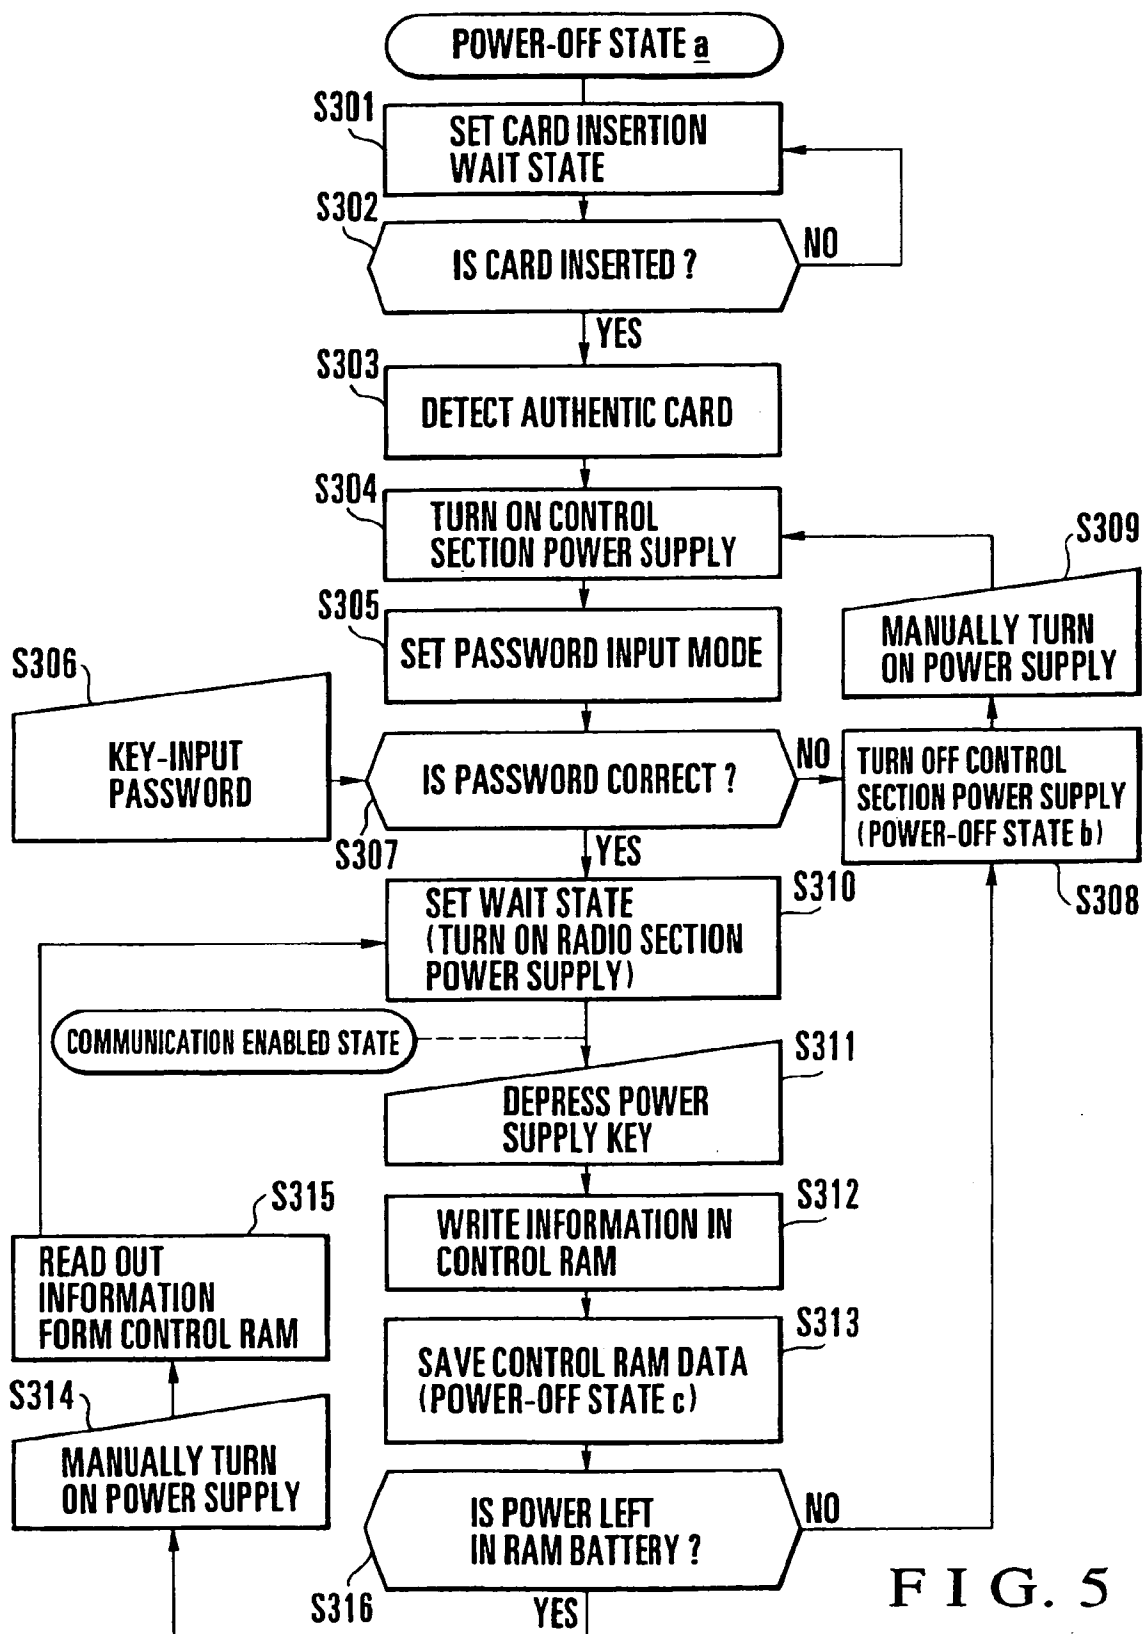 POWER-OFF STATE a
S301
SET CARD INSERTION
WAIT STATE
S302
IS CARD INSERTED ?
NO
YES
S303
DETECT AUTHENTIC CARD
S304
TURN ON CONTROL
SECTION POWER SUPPLY
S309
MANUALLY TURN
ON POWER SUPPLY
S305
SET PASSWORD INPUT MODE
S306
KEY-INPUT
PASSWORD
IS PASSWORD CORRECT ?
NO
S307
YES
TURN OFF CONTROL
SECTION POWER SUPPLY
(POWER-OFF STATE b)
S308
S310
SET WAIT STATE
(TURN ON RADIO SECTION
POWER SUPPLY)
COMMUNICATION ENABLED STATE
S311
DEPRESS POWER
SUPPLY KEY
S312
WRITE INFORMATION IN
CONTROL RAM
S315
READ OUT
INFORMATION
FORM CONTROL RAM
S313
SAVE CONTROL RAM DATA
(POWER-OFF STATE c)
S314
MANUALLY TURN
ON POWER SUPPLY
IS POWER LEFT
IN RAM BATTERY ?
NO
S316
YES
FIG. 5